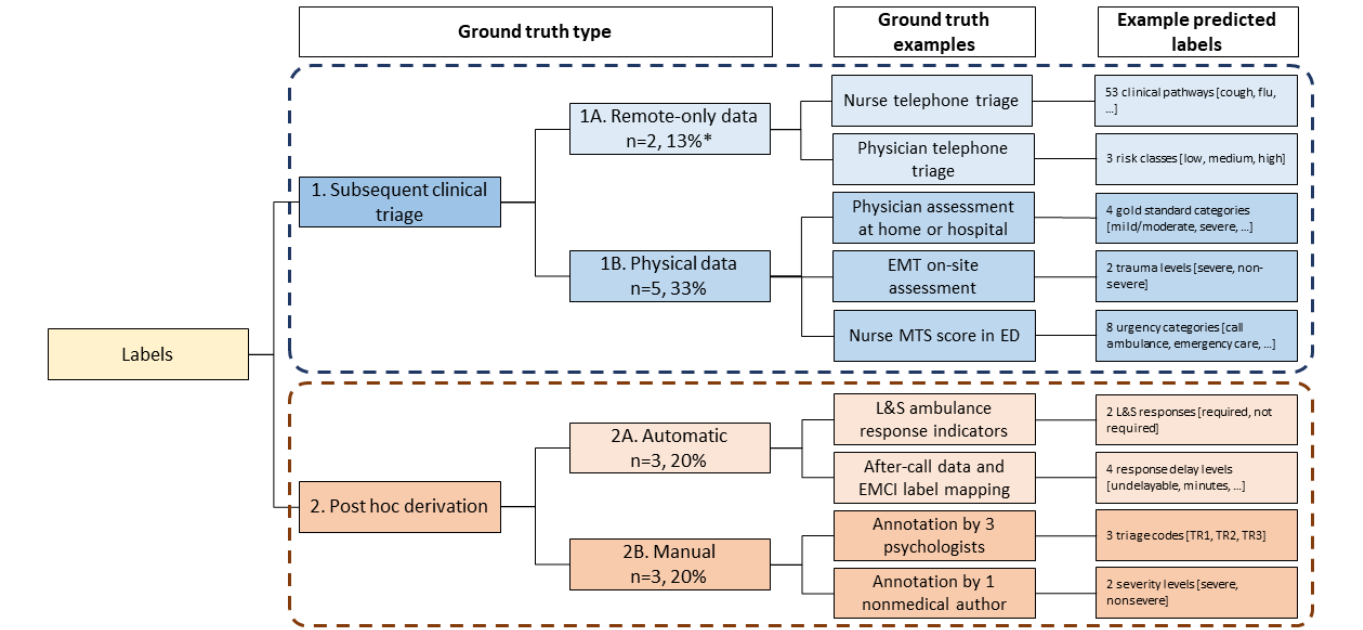 Ground truth type
Ground truth
examples
Example predicted
labels
Nurse telephone triage
53 clinical pathways [cough, flu,
...]
1A. Remote-only data
n=2, 13%*
Physician telephone
triage
3 risk classes [low, medium, high]
1. Subsequent clinical
triage
Physician assessment
at home or hospital
4 gold standard categories
[mild/moderate, severe, ...]
1B. Physical data
n=5, 33%
EMT on-site
assessment
2 trauma levels [severe, non-
severe]
Nurse MTS score in ED
8 urgency categories [call
ambulance, emergency care, ...]
Labels
L&S ambulance
response indicators
2 L&S responses [required, not
required]
2A. Automatic
n=3, 20%
After-call data and
EMCI label mapping
4 response delay levels
[undelayable, minutes, ...]
2. Post hoc derivation
Annotation by 3
psychologists
3 triage codes [TR1, TR2, TR3]
2B. Manual
n=3, 20%
Annotation by 1
nonmedical author
2 severity levels [severe,
nonsevere]